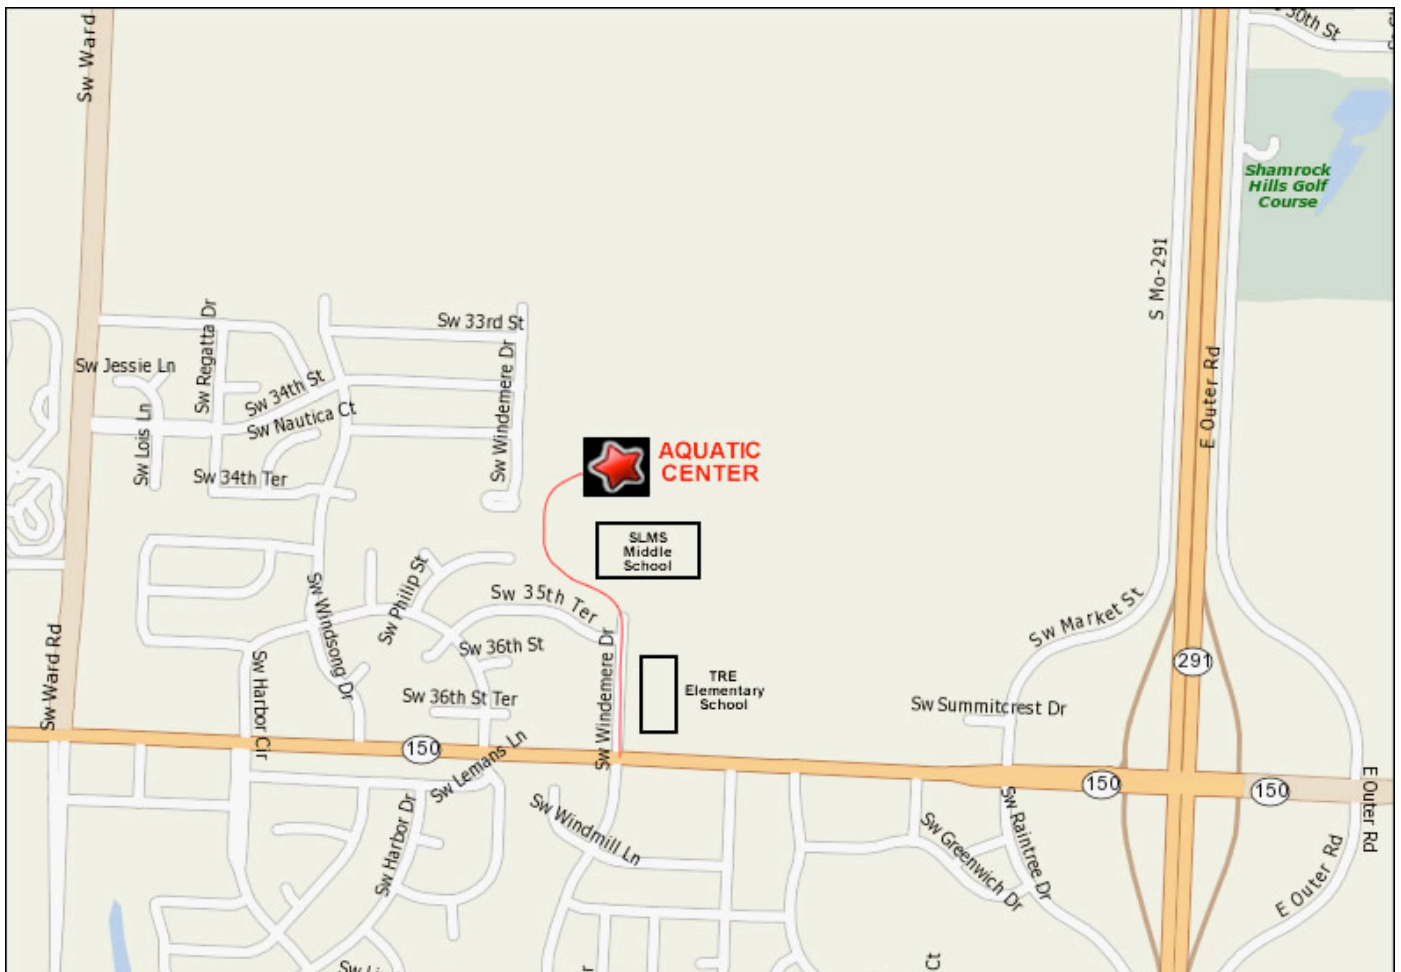 Sw Ward
30th St
Shamrock
Hills Golf
Course
S Mo-291
Sw Regatta Dr
Sw 33rd St
Sw Jessie Ln
Sw Windemere Dr
E Outer Rd
Sw 34th St
Sw Nautica Ct
Sw Lois Ln
Sw 34th Ter
AQUATIC
CENTER
SLMS
Middle
School
Sw Philip St
Sw Windsong Dr
Sw 35th Ter
Sw Market St
Sw Ward Rd
Sw Harbor Cir
Sw 36th St
Sw Windemere Dr
291
TRE
Elementary
School
Sw 36th St Ter
Sw Summitcrest Dr
150
Sw Lemans Ln
150
150
E Outer Rd
Sw Harbor Dr
Sw Windmill Ln
Sw Greenwich Dr
Sw Raintree Dr
E Outer Rd
Ct